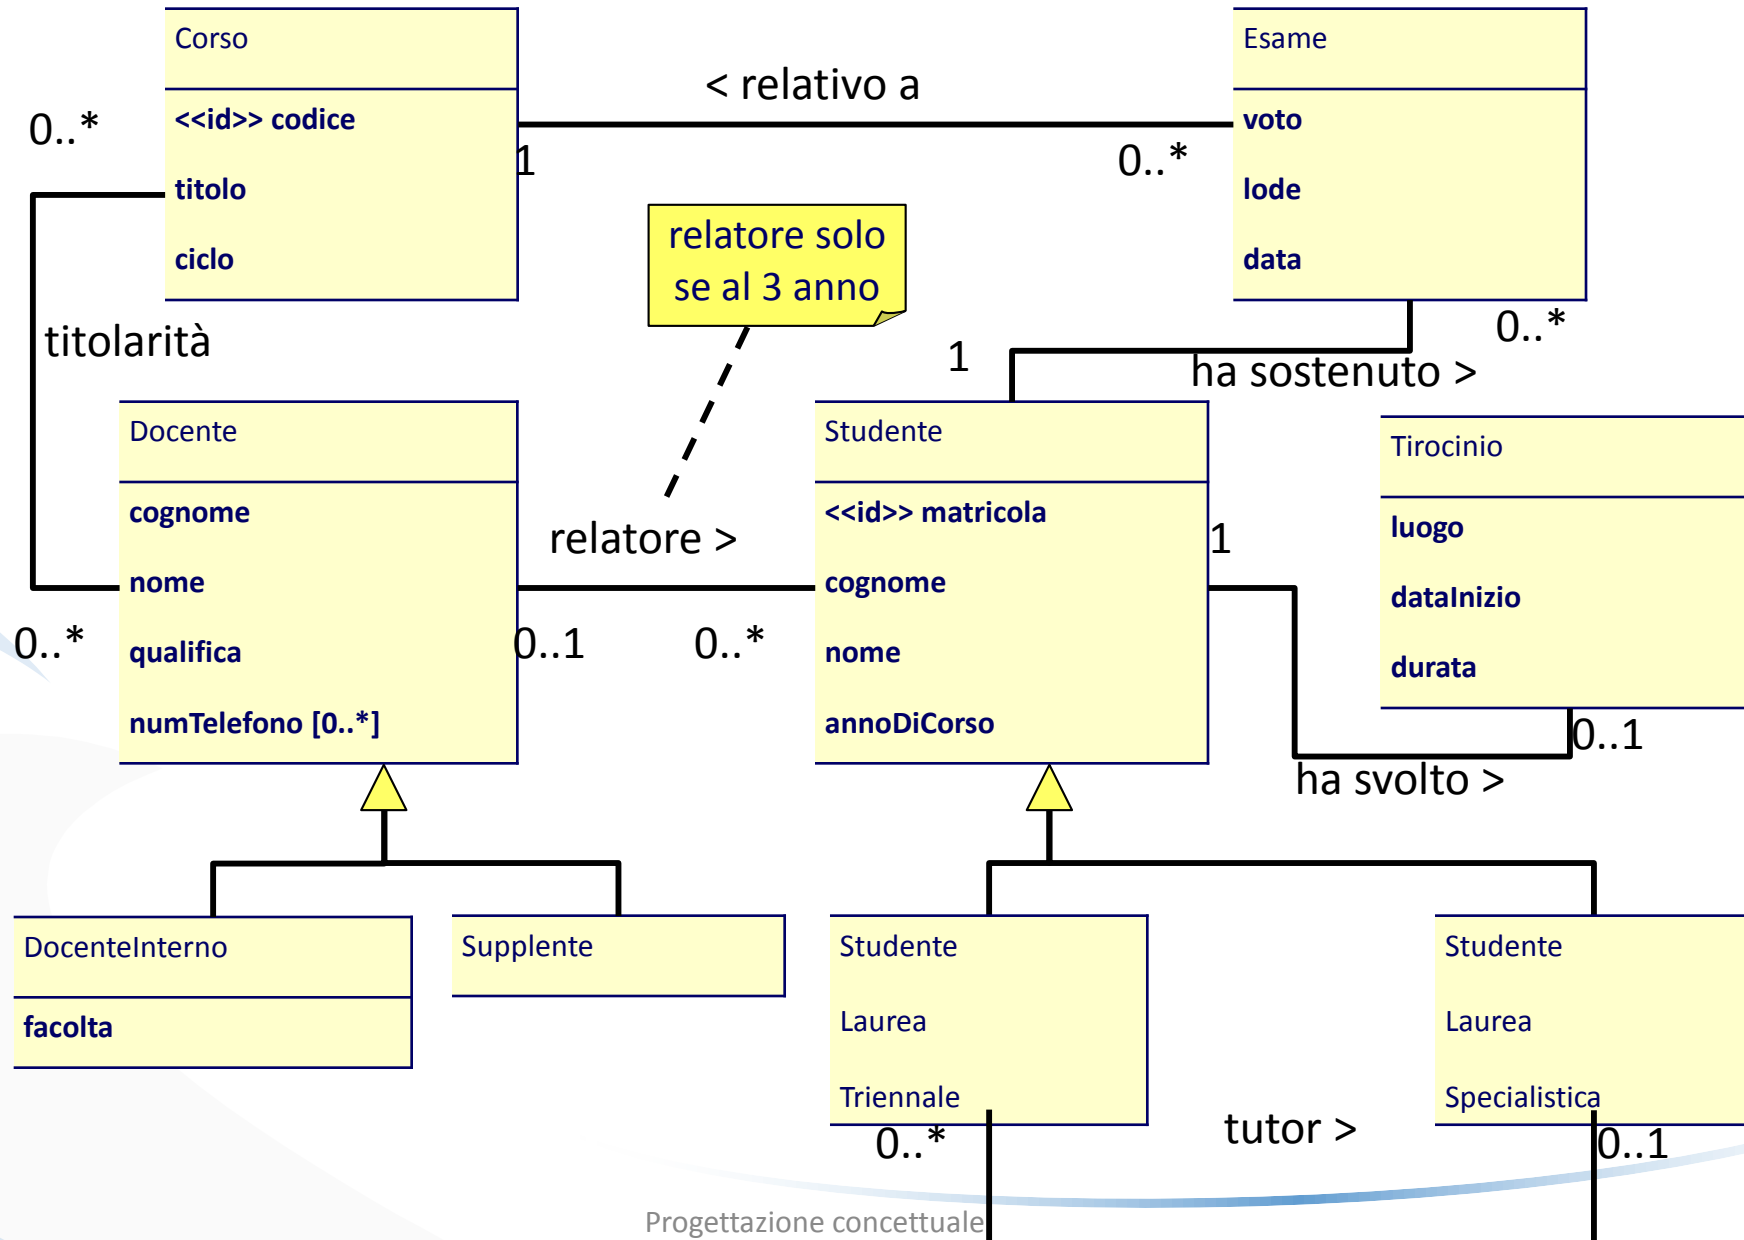 Corso
<<id>> codice
titolo
ciclo
0..*
1
< relativo a
0..*
Esame
voto
lode
data
relatore solo
se al 3 anno
titolarità
1
0..*
ha sostenuto >
Docente
cognome
nome
qualifica
numTelefono [0..*]
0..*
0..1
relatore >
0..*
Studente
<<id>> matricola
cognome
nome
annoDiCorso
1
Tirocinio
luogo
dataInizio
durata
0..1
ha svolto >
DocenteInterno
facolta
Supplente
Studente
Laurea
Triennale
0..*
tutor >
Studente
Laurea
Specialistica
0..1
Progettazione concettuale